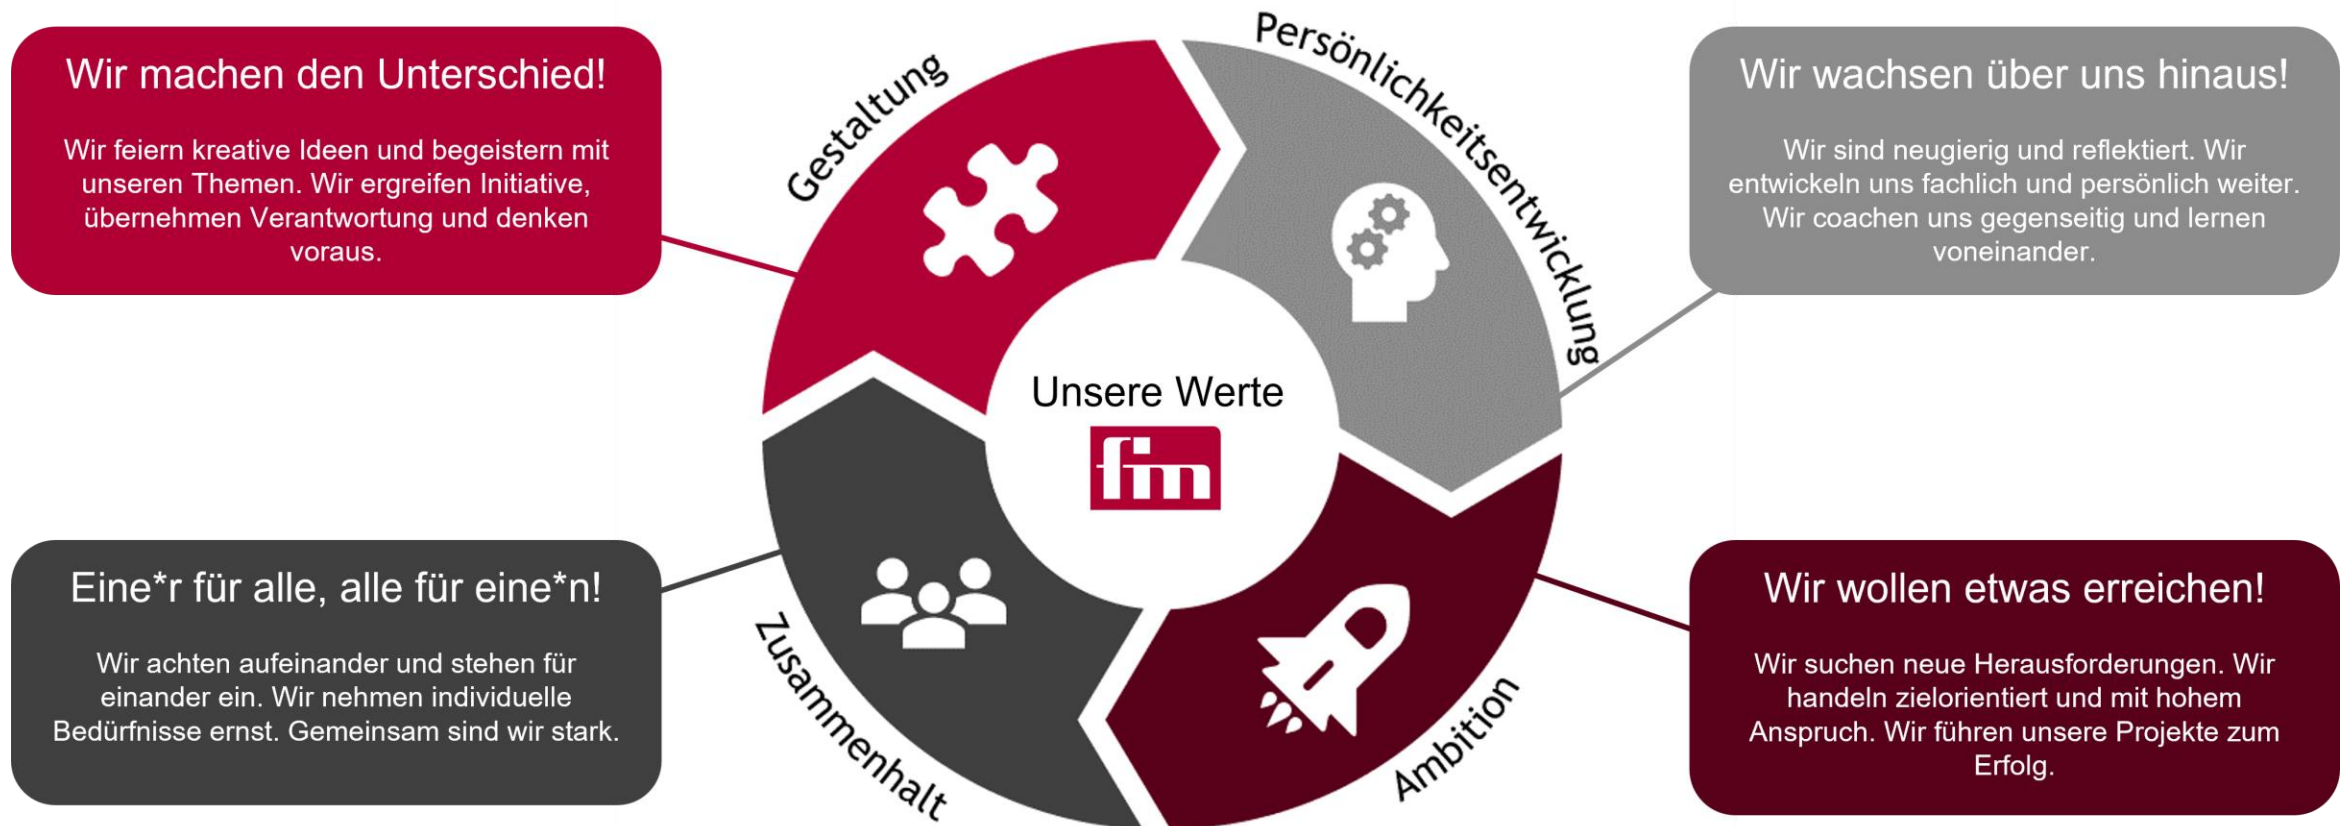 Wir machen den Unterschied!
Wir feiern kreative Ideen und begeistern mit
unseren Themen. Wir ergreifen Initiative,
übernehmen Verantwortung und denken
voraus.
Gestaltung
Persönlichkeitsentwicklung
Wir wachsen über uns hinaus!
Wir sind neugierig und reflektiert. Wir
entwickeln uns fachlich und persönlich weiter.
Wir coachen uns gegenseitig und lernen
voneinander.
Unsere Werte
fim
Eine*r für alle, alle für eine*n!
Wir achten aufeinander und stehen für
einander ein. Wir nehmen individuelle
Bedürfnisse ernst. Gemeinsam sind wir stark.
Zusammenhalt
Ambition
Wir wollen etwas erreichen!
Wir suchen neue Herausforderungen. Wir
handeln zielorientiert und mit hohem
Anspruch. Wir führen unsere Projekte zum
Erfolg.